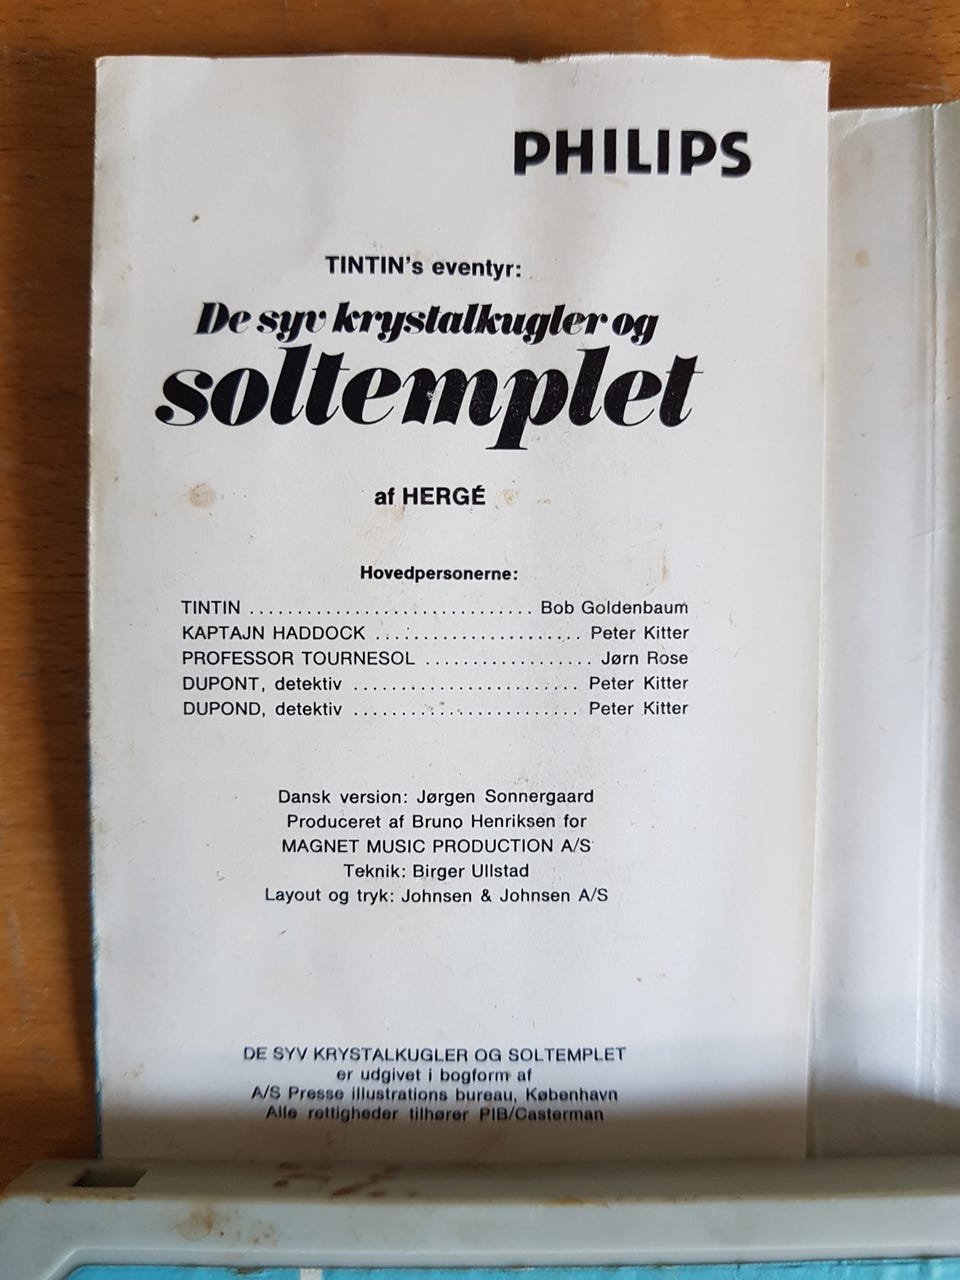 PHILIPS
TINTIN's eventyr:
De syv krystalkugler og
soltemplet
af HERGÉ
Hovedpersonerne:
TINTIN .............................. Bob Goldenbaum
KAPTAJN HADDOCK ...................... Peter Kitter
PROFESSOR TOURNESOL .................. Jørn Rose
DUPONT, detektiv ........................ Peter Kitter
DUPOND, detektiv ........................ Peter Kitter
Dansk version: Jørgen Sonnergaard
Produceret af Bruno Henriksen for
MAGNET MUSIC PRODUCTION A/S
Teknik: Birger Ullstad
Layout og tryk: Johnsen & Johnsen A/S
DE SYV KRYSTALKUGLER OG SOLTEMPLET
er udgivet i bogform af
A/S Presse illustrations bureau, København
Alle rettigheder tilhører PIB/Casterman